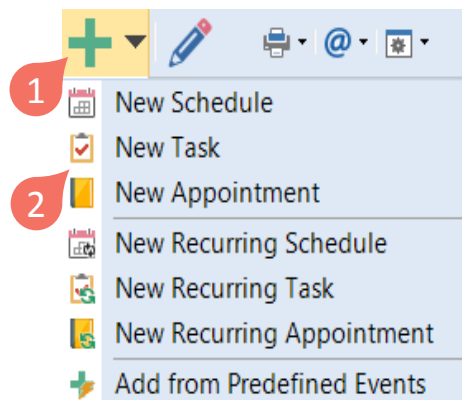 @
1
New Schedule
New Task
2
New Appointment
New Recurring Schedule
New Recurring Task
New Recurring Appointment
Add from Predefined Events